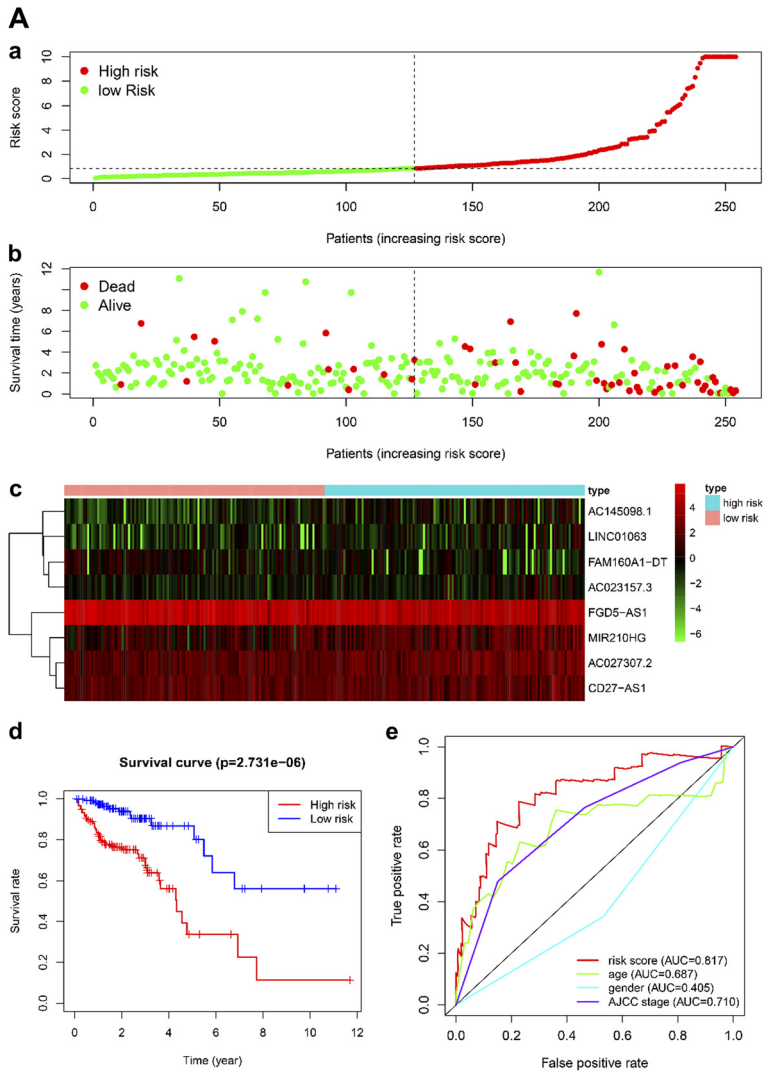 A
a
10
8
6
4
2
0
Risk score
High risk
low Risk
0
50
100
150
200
250
Patients (increasing risk score)
b
12
10
8
6
4
2
0
Survival time (years)
Dead
Alive
0
50
100
150
200
250
Patients (increasing risk score)
c
type
AC145098.1
LINC01063
FAM160A1−DT
AC023157.3
FGD5−AS1
MIR210HG
AC027307.2
CD27−AS1
4
2
0
−2
−4
−6
type
high risk
low risk
d
Survival curve (p=2.731e−06)
High risk
Low risk
1.0
0.8
0.6
0.4
0.2
0.0
Survival rate
0
2
4
6
8
10
12
Time (year)
e
1.0
0.8
0.6
0.4
0.2
0.0
True positive rate
risk score (AUC=0.817)
age (AUC=0.687)
gender (AUC=0.405)
AJCC stage (AUC=0.710)
0.0
0.2
0.4
0.6
0.8
1.0
False positive rate